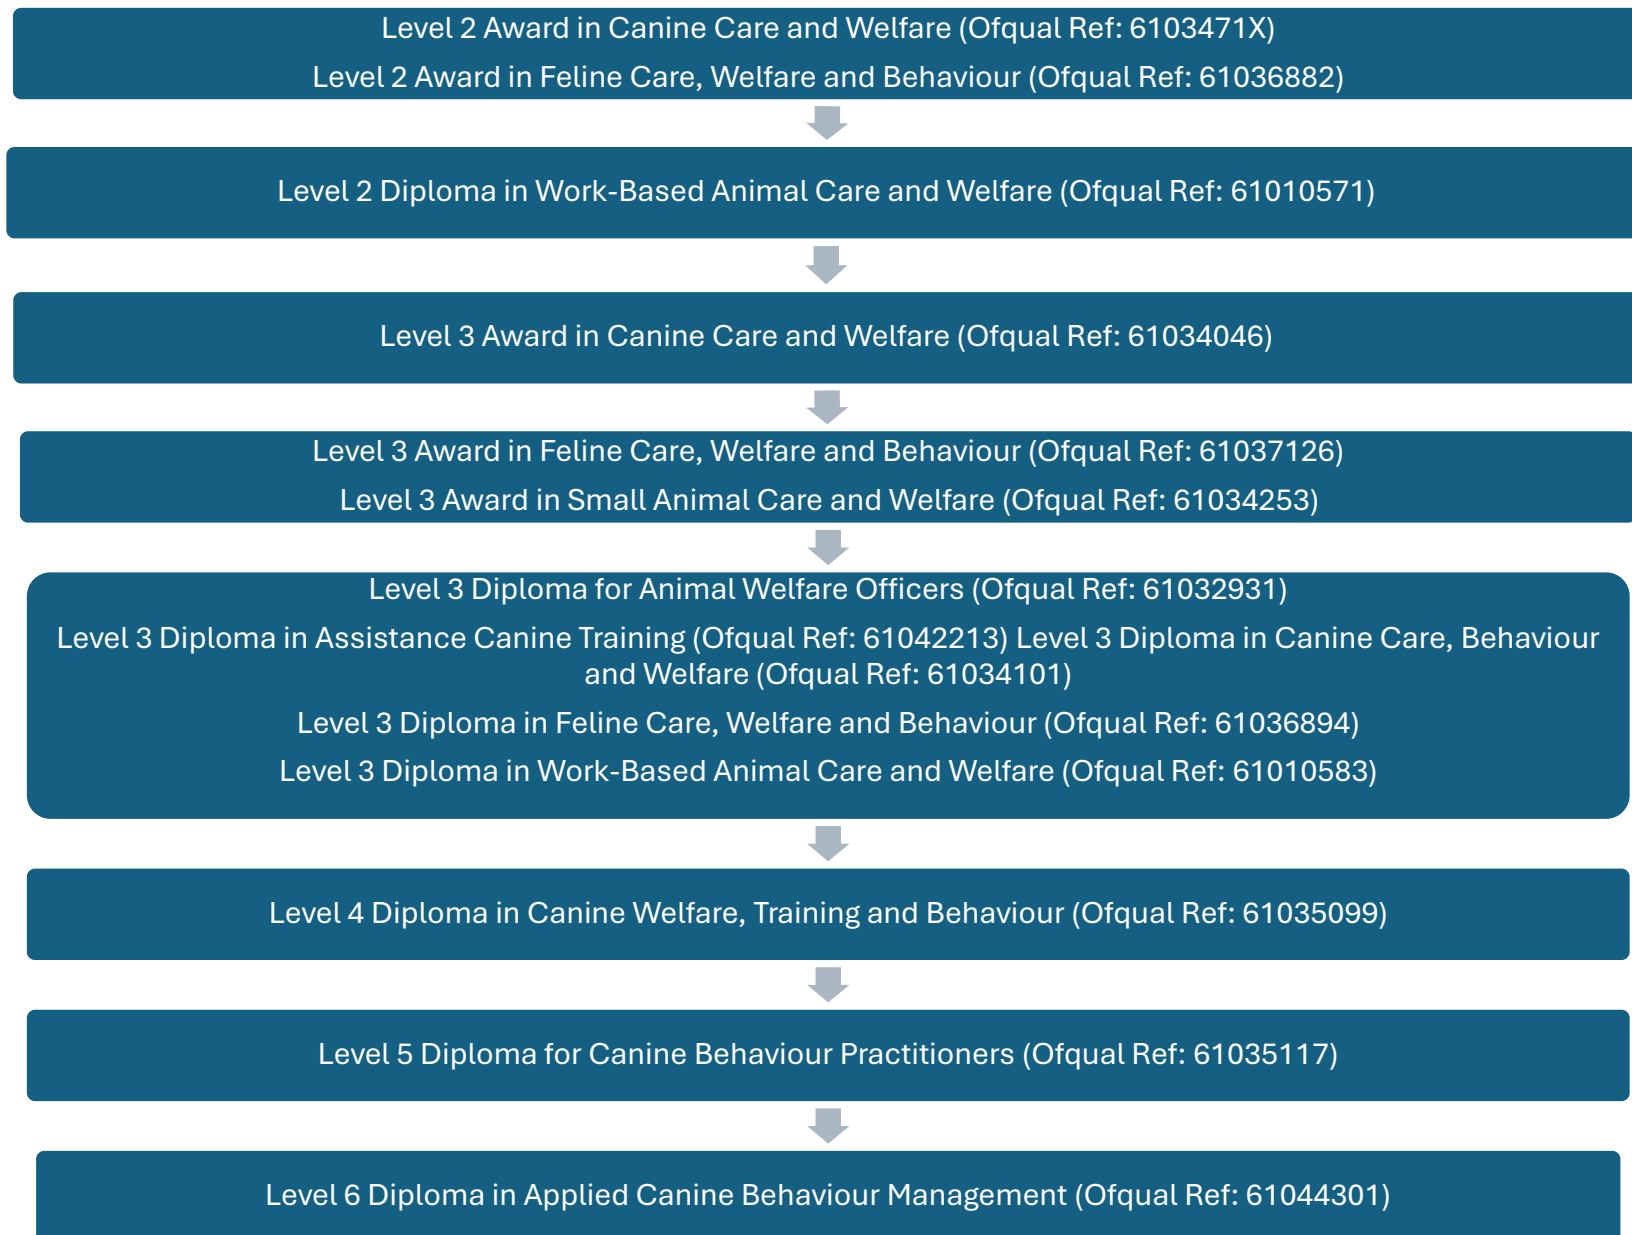 Level 2 Award in Canine Care and Welfare (Ofqual Ref: 6103471X)
Level 2 Award in Feline Care, Welfare and Behaviour (Ofqual Ref: 61036882)
Level 2 Diploma in Work-Based Animal Care and Welfare (Ofqual Ref: 61010571)
Level 3 Award in Canine Care and Welfare (Ofqual Ref: 61034046)
Level 3 Award in Feline Care, Welfare and Behaviour (Ofqual Ref: 61037126)
Level 3 Award in Small Animal Care and Welfare (Ofqual Ref: 61034253)
Level 3 Diploma for Animal Welfare Officers (Ofqual Ref: 61032931)
Level 3 Diploma in Assistance Canine Training (Ofqual Ref: 61042213) Level 3 Diploma in Canine Care, Behaviour
and Welfare (Ofqual Ref: 61034101)
Level 3 Diploma in Feline Care, Welfare and Behaviour (Ofqual Ref: 61036894)
Level 3 Diploma in Work-Based Animal Care and Welfare (Ofqual Ref: 61010583)
Level 4 Diploma in Canine Welfare, Training and Behaviour (Ofqual Ref: 61035099)
Level 5 Diploma for Canine Behaviour Practitioners (Ofqual Ref: 61035117)
Level 6 Diploma in Applied Canine Behaviour Management (Ofqual Ref: 61044301)